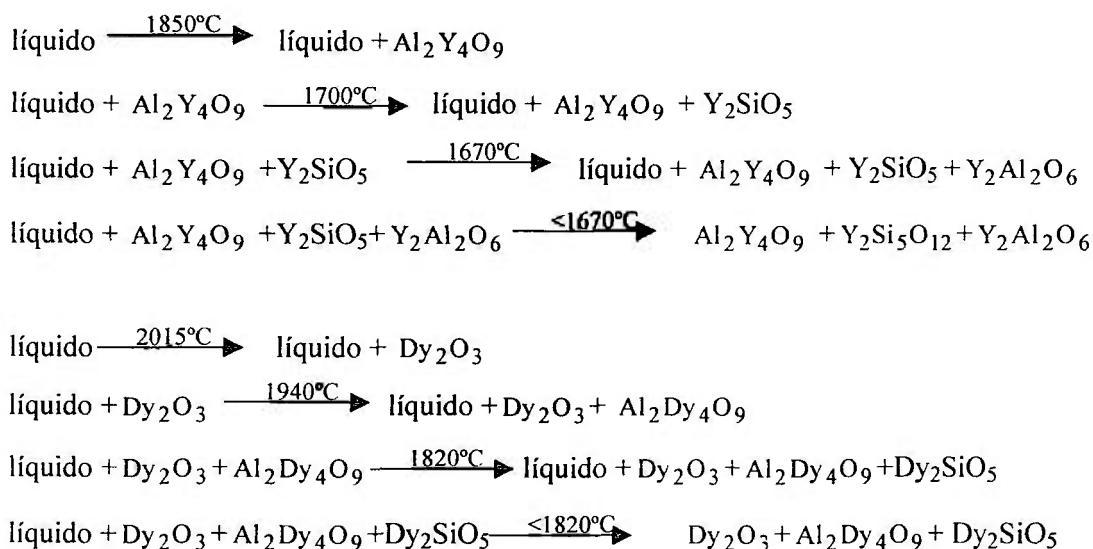 líquido 1850ºC líquido + Al₂Y₄O₉
líquido + Al₂Y₄O₉ 1700ºC líquido + Al₂Y₄O₉ + Y₂SiO₅
líquido + Al₂Y₄O₉ +Y₂SiO₅ 1670ºC líquido + Al₂Y₄O₉ + Y₂SiO₅ + Y₂Al₂O₆
líquido + Al₂Y₄O₉ +Y₂SiO₅+ Y₂Al₂O₆ <1670ºC Al₂Y₄O₉ +Y₂Si₅O₁₂+ Y₂Al₂O₆
líquido 2015ºC líquido + Dy₂O₃
líquido +Dy₂O₃ 1940ºC líquido +Dy₂O₃+ Al₂Dy₄O₉
líquido +Dy₂O₃+Al₂Dy₄O₉ 1820ºC líquido +Dy₂O₃+Al₂Dy₄O₉ +Dy₂SiO₅
líquido +Dy₂O₃+Al₂Dy₄O₉+Dy₂SiO₅ <1820ºC Dy₂O₃+Al₂Dy₄O₉ + Dy₂SiO₅